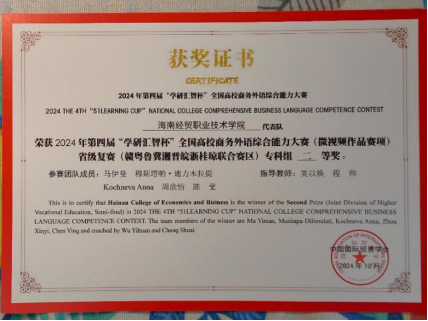 获奖证书
CERTIFICATE
2024年第四届“学研汇智杯”全国高校商务外语综合能力大赛
2024 THE 4TH “51LEARNING CUP” NATIONAL COLLEGE COMPREHENSIVE BUSINESS LANGUAGE COMPETENCE CONTEST
海南经贸职业技术学院 代表队
荣获2024年第四届“学研汇智杯”全国高校商务外语综合能力大赛（微视频作品赛项）
省级复赛（赣粤鲁冀湘晋皖浙桂琼联合赛区）专科组 二 等奖。
参赛团队成员：马伊曼 穆斯塔帕·迪力木拉提 指导教师：吴以焕 程帅
Kochneva Anna 周欣怡 陈莹
This is to certify that Hainan College of Economics and Business is the winner of the Second Prize (Joint Division of Higher
Vocational Education, Semi-final) in 2024 THE 4TH “51LEARNING CUP” NATIONAL COLLEGE COMPREHENSIVE BUSINESS
LANGUAGE COMPETENCE CONTEST. The team members of the winner are Ma Yiman, Mustapa Dilimulati, Kochneva Anna, Zhou
Xinyi, Chen Ying and coached by Wu Yihuan and Cheng Shuai.
中国国际贸易学会
2024年10月